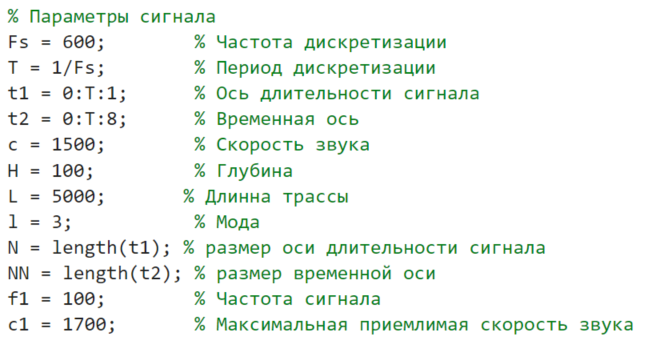 % Параметры сигнала
Fs = 600; % Частота дискретизации
T = 1/Fs; % Период дискретизации
t1 = 0:T:1; % Ось длительности сигнала
t2 = 0:T:8; % Временная ось
c = 1500; % Скорость звука
H = 100; % Глубина
L = 5000; % Длинна трассы
l = 3; % Мода
N = length(t1); % размер оси длительности сигнала
NN = length(t2); % размер временной оси
f1 = 100; % Частота сигнала
c1 = 1700; % Максимальная приемлимая скорость звука